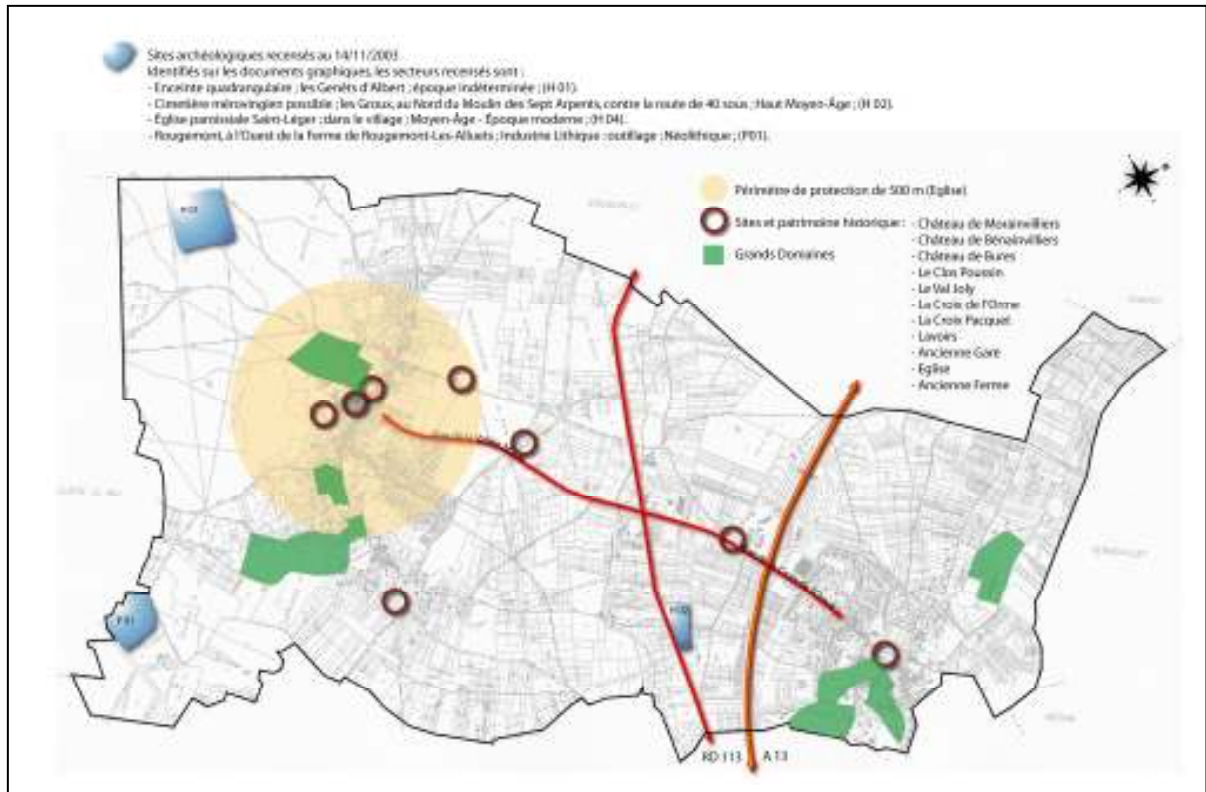 Sites archéologiques recensés au 14/11/2003
Identifiés sur les documents graphiques, les secteurs recensés sont :
- Enceinte quadrangulaire ; les Genêts d'Albert ; époque indéterminée ; (H 01).
- Cimetière mérovingien possible ; les Groux, au Nord du Moulin des Sept Arpents, contre la route de 40 sous ; Haut Moyen-Âge ; (H 02).
- Église paroissiale Saint-Léger ; dans le village ; Moyen-Âge - Époque moderne ; (H 04).
- Rougemont, à l'Ouest de la Ferme de Rougemont-Les-Alluets ; Industrie Lithique : outillage ; Néolithique ; (P01).
Périmètre de protection de 500 m (Eglise)
Sites et patrimoine historique :
- Château de Morainvilliers
- Château de Bénainvilliers
- Château de Bures
- Le Clos Poussin
- Le Val Joly
- La Croix de l'Orme
- La Croix Pacquet
- Lavoirs
- Ancienne Gare
- Eglise
- Ancienne Ferme
Grands Domaines
P 01
RD 113
A 13